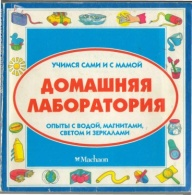 УЧИМСЯ САМИ И С МАМОЙ
ДОМАШНЯЯ
ЛАБОРАТОРИЯ
ОПЫТЫ С ВОДОЙ, МАГНИТАМИ,
СВЕТОМ И ЗЕРКАЛАМИ
Machaon